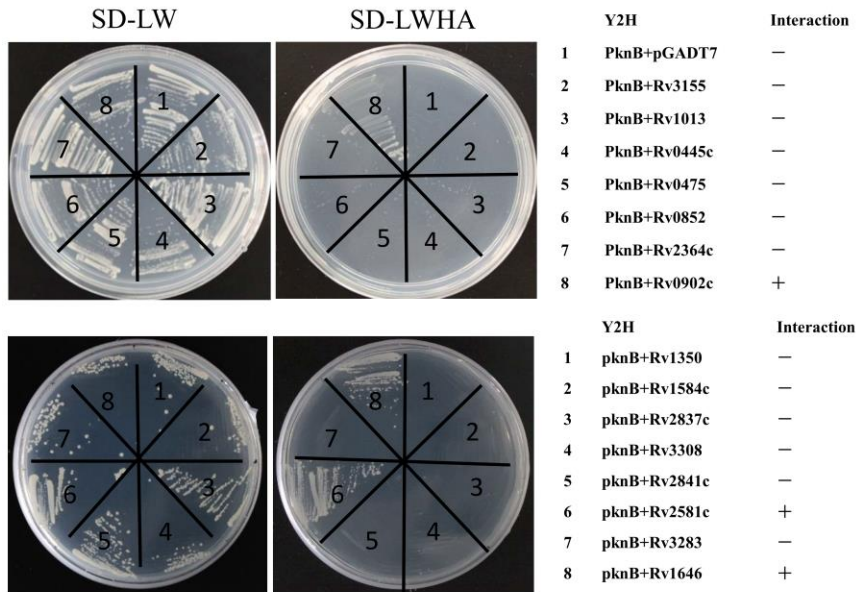 SD-LW SD-LWHA
Y2H Interaction
1 PknB+pGADT7 −
2 PknB+Rv3155 −
3 PknB+Rv1013 −
4 PknB+Rv0445c −
5 PknB+Rv0475 −
6 PknB+Rv0852 −
7 PknB+Rv2364c −
8 PknB+Rv0902c +
8 1
7 2
6 3
5 4
8 1
7 2
6 3
5 4
Y2H Interaction
1 pknB+Rv1350 −
2 pknB+Rv1584c −
3 pknB+Rv2837c −
4 pknB+Rv3308 −
5 pknB+Rv2841c −
6 pknB+Rv2581c +
7 pknB+Rv3283 −
8 pknB+Rv1646 +
8 1
7 2
6 3
5 4
8 1
7 2
6 3
5 4